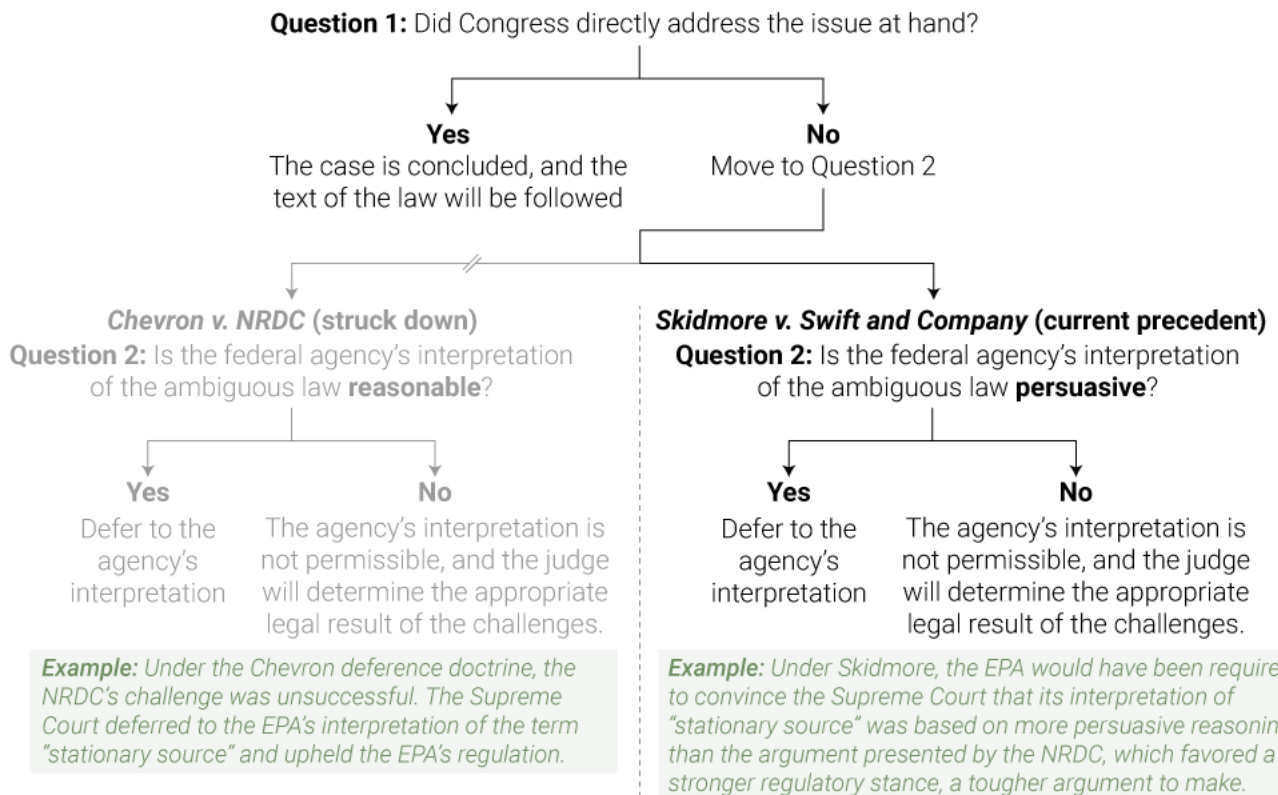 Question 1: Did Congress directly address the issue at hand?
Yes
The case is concluded, and the
text of the law will be followed
No
Move to Question 2
Chevron v. NRDC (struck down)
Question 2: Is the federal agency's interpretation
of the ambiguous law reasonable?
Yes
Defer to the
agency's
interpretation
No
The agency's interpretation is
not permissible, and the judge
will determine the appropriate
legal result of the challenges.
Example: Under the Chevron deference doctrine, the
NRDC's challenge was unsuccessful. The Supreme
Court deferred to the EPA's interpretation of the term
"stationary source" and upheld the EPA's regulation.
Skidmore v. Swift and Company (current precedent)
Question 2: Is the federal agency's interpretation
of the ambiguous law persuasive?
Yes
Defer to the
agency's
interpretation
No
The agency's interpretation is
not permissible, and the judge
will determine the appropriate
legal result of the challenges.
Example: Under Skidmore, the EPA would have been require
to convince the Supreme Court that its interpretation of
"stationary source" was based on more persuasive reasonin
than the argument presented by the NRDC, which favored a
stronger regulatory stance, a tougher argument to make.